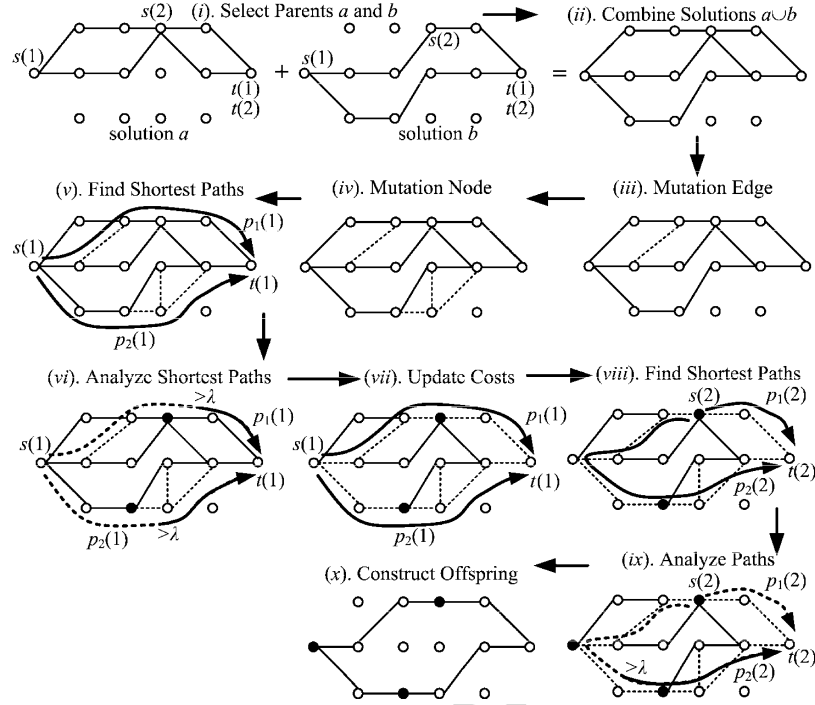 (i). Select Parents a and b
(ii). Combine Solutions a∪b
s(2)
s(1)
t(1)
t(2)
solution a
+
s(1)
s(2)
t(1)
t(2)
solution b
=
(v). Find Shortest Paths
(iv). Mutation Node
(iii). Mutation Edge
s(1)
p₁(1)
t(1)
p₂(1)
(vi). Analyze Shortest Paths
(vii). Update Costs
(viii). Find Shortest Paths
>λ
p₁(1)
s(1)
t(1)
p₂(1)
>λ
p₁(1)
s(1)
t(1)
p₂(1)
s(2)
p₁(2)
t(2)
p₂(2)
(x). Construct Offspring
(ix). Analyze Paths
s(2)
p₁(2)
t(2)
>λ
p₂(2)